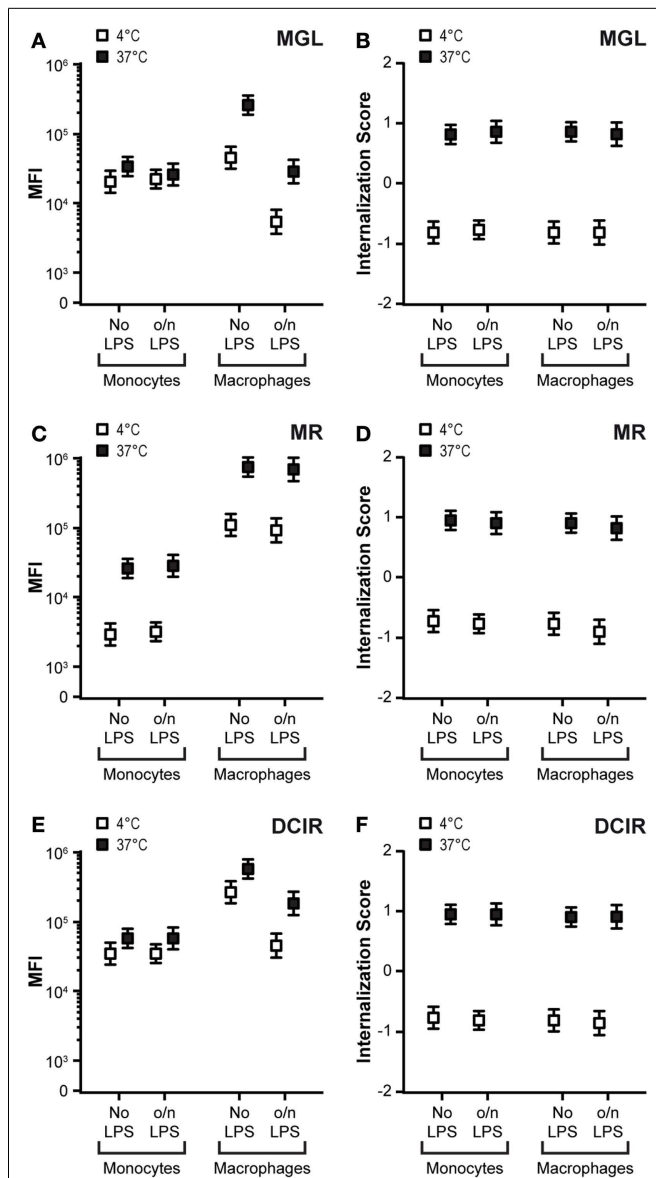 A
4°C
37°C
MGL
10⁶
10⁵
10⁴
10³
0
MFI
No LPS
o/n LPS
No LPS
o/n LPS
Monocytes
Macrophages
B
4°C
37°C
MGL
2
1
0
-1
-2
Internalization Score
No LPS
o/n LPS
No LPS
o/n LPS
Monocytes
Macrophages
C
4°C
37°C
MR
10⁶
10⁵
10⁴
10³
0
MFI
No LPS
o/n LPS
No LPS
o/n LPS
Monocytes
Macrophages
D
4°C
37°C
MR
2
1
0
-1
-2
Internalization Score
No LPS
o/n LPS
No LPS
o/n LPS
Monocytes
Macrophages
E
4°C
37°C
DCIR
10⁶
10⁵
10⁴
10³
0
MFI
No LPS
o/n LPS
No LPS
o/n LPS
Monocytes
Macrophages
F
4°C
37°C
DCIR
2
1
0
-1
-2
Internalization Score
No LPS
o/n LPS
No LPS
o/n LPS
Monocytes
Macrophages